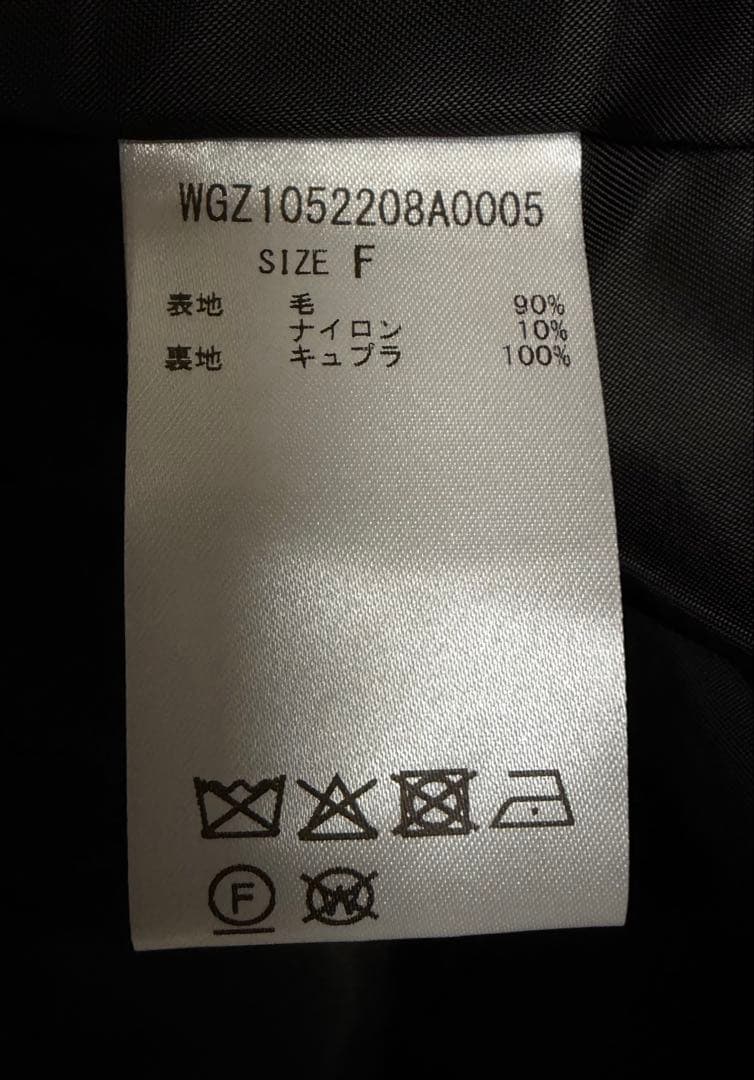 WGZ1052208A0005
SIZE F
表地 毛 90%
ナイロン 10%
裏地 キュプラ 100%
F W